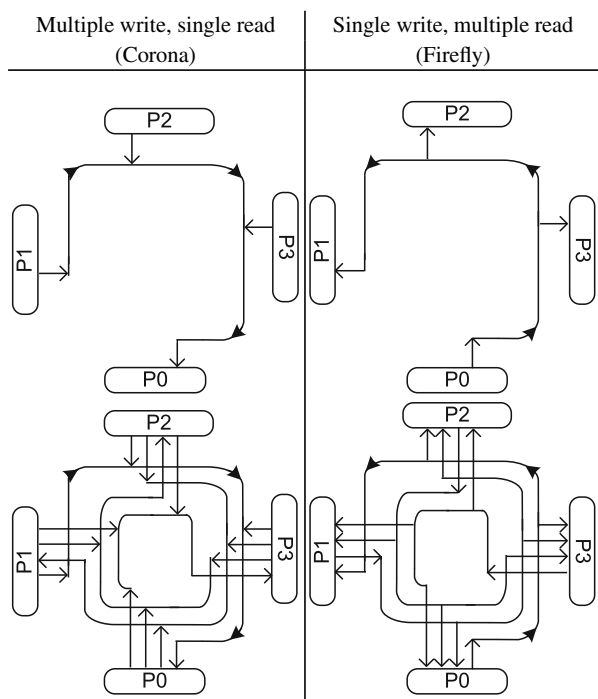 Multiple write, single read
(Corona)
Single write, multiple read
(Firefly)
P2
P1
P3
P0
P2
P1
P3
P0
P2
P1
P3
P0
P2
P1
P3
P0